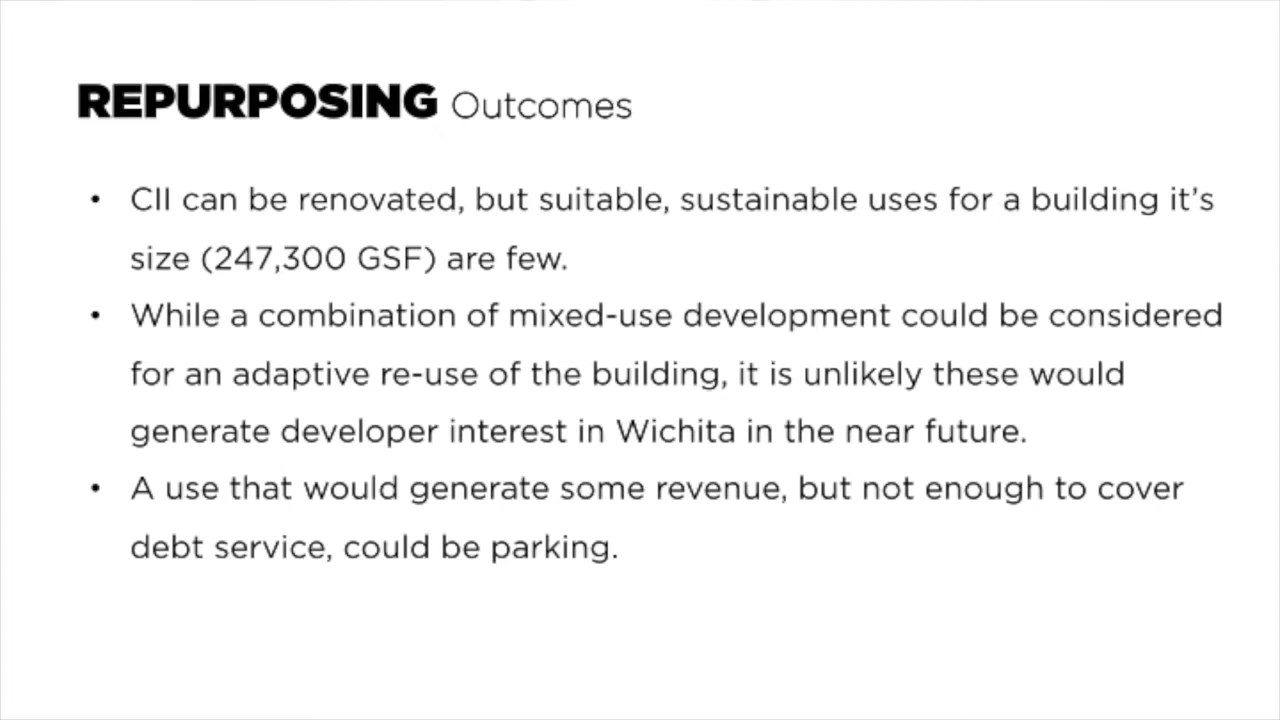 REPURPOSING Outcomes
• CII can be renovated, but suitable, sustainable uses for a building it's
size (247,300 GSF) are few.
• While a combination of mixed-use development could be considered
for an adaptive re-use of the building, it is unlikely these would
generate developer interest in Wichita in the near future.
• A use that would generate some revenue, but not enough to cover
debt service, could be parking.